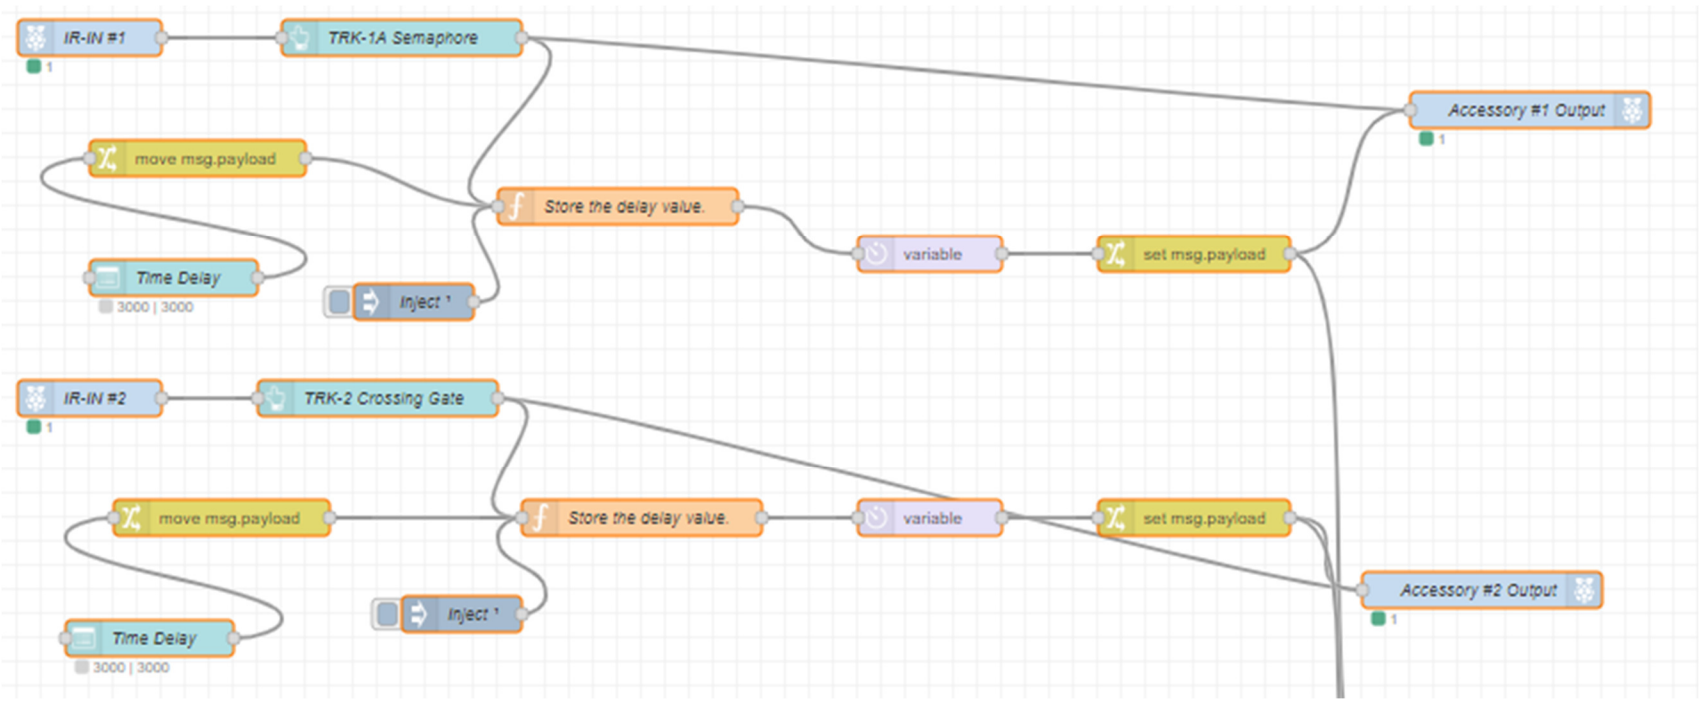 IR-IN #1
TRK-1A Semaphore
1
Accessory #1 Output
1
move msg.payload
Store the delay value.
variable
set msg.payload
Time Delay
3000 | 3000
Inject ¹
IR-IN #2
TRK-2 Crossing Gate
1
move msg.payload
Store the delay value.
variable
set msg.payload
Accessory #2 Output
1
Inject ¹
Time Delay
3000 | 3000